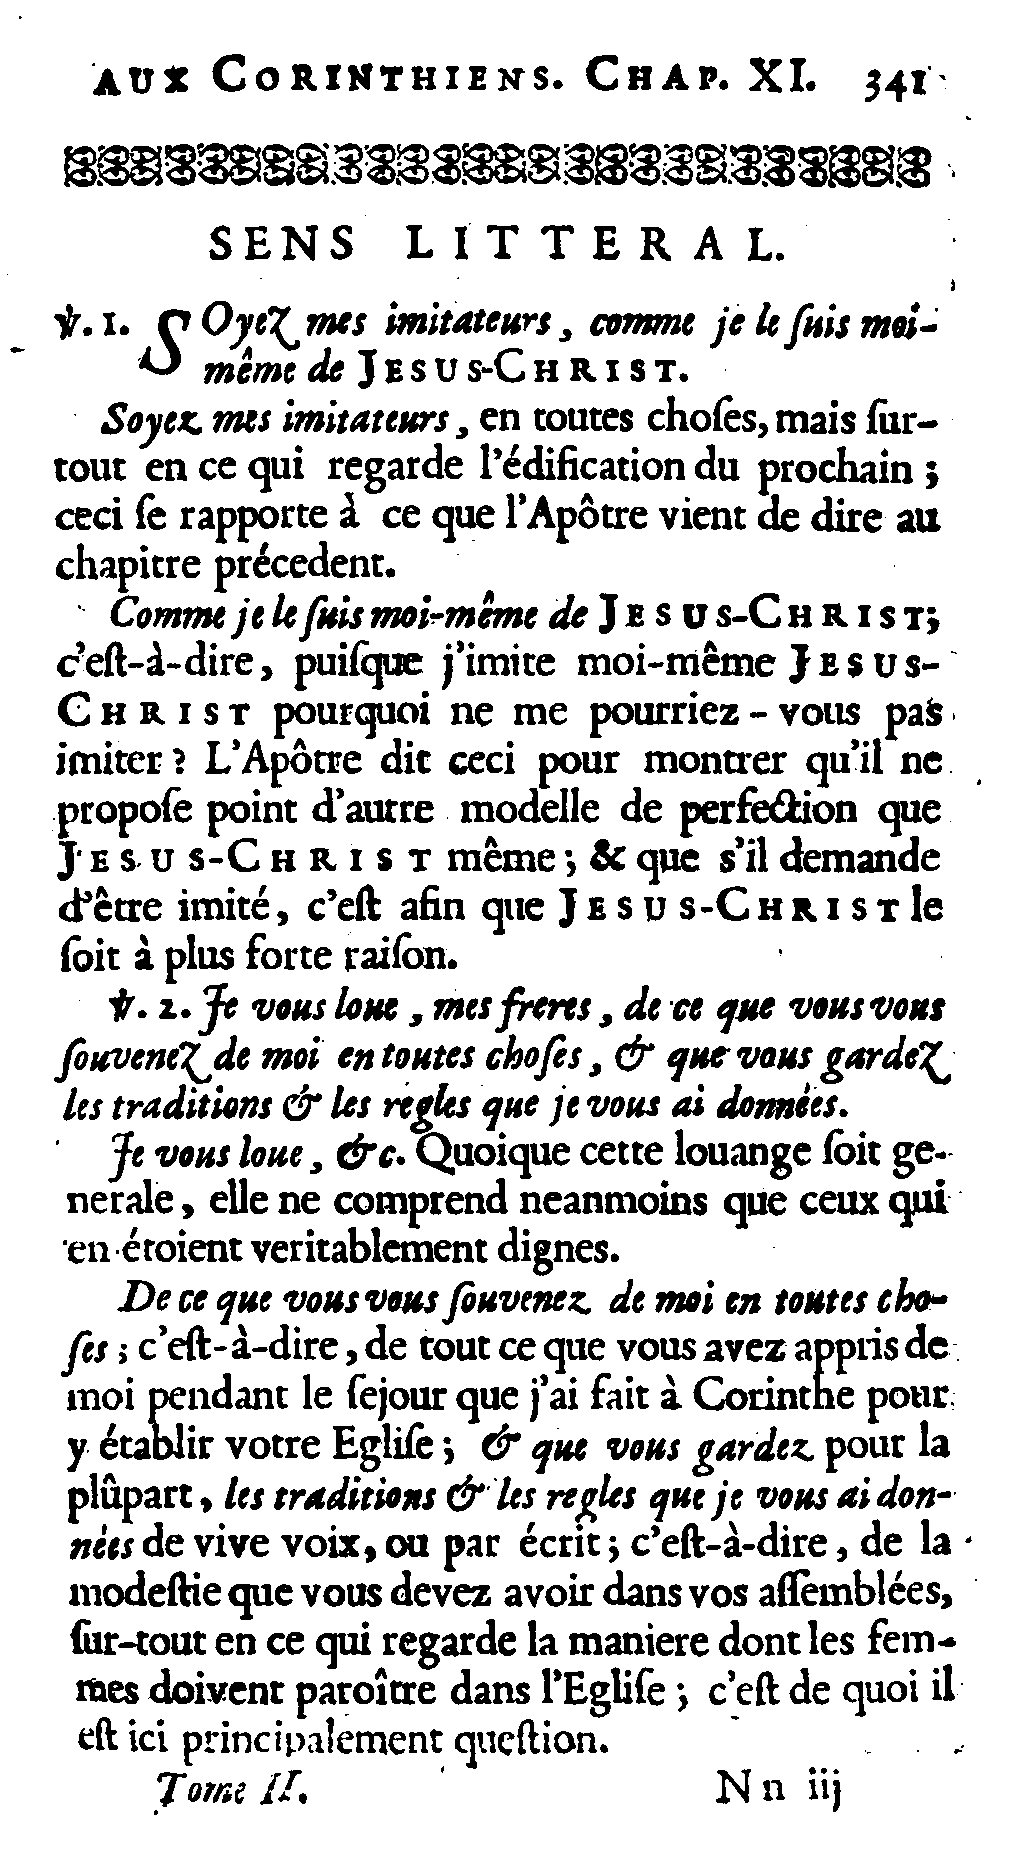 AUX CORINTHIENS. CHAP. XI. 341
SENS LITTERAL.
℣. 1. SOyez mes imitateurs, comme je le ſuis moi-
même de JESUS-CHRIST.
Soyez mes imitateurs, en toutes choſes, mais ſur-
tout en ce qui regarde l'édification du prochain ;
ceci ſe rapporte à ce que l'Apôtre vient de dire au
chapitre précedent.
Comme je le ſuis moi-même de JESUS-CHRIST;
c'eſt-à-dire, puiſque j'imite moi-même JESUS-
CHRIST pourquoi ne me pourriez-vous pas
imiter ? L'Apôtre dit ceci pour montrer qu'il ne
propoſe point d'autre modelle de perfection que
JESUS-CHRIST même ; & que s'il demande
d'être imité, c'eſt afin que JESUS-CHRIST le
ſoit à plus forte raiſon.
℣. 2. Je vous loue, mes freres, de ce que vous vous
ſouvenez de moi en toutes choſes, & que vous gardez
les traditions & les régles que je vous ai données.
Je vous loue, &c. Quoique cette louange ſoit ge-
nerale, elle ne comprend neanmoins que ceux qui
en étoient veritablement dignes.
De ce que vous vous ſouvenez de moi en toutes cho-
ſes ; c'eſt-à-dire, de tout ce que vous avez appris de
moi pendant le ſejour que j'ai fait à Corinthe pour
y établir votre Egliſe ; & que vous gardez pour la
plûpart, les traditions & les regles que je vous ai don-
nées de vive voix, ou par écrit ; c'eſt-à-dire, de la
modeſtie que vous devez avoir dans vos aſſemblées,
ſur-tout en ce qui regarde la maniere dont les fem-
mes doivent paroître dans l'Egliſe ; c'eſt de quoi il
eſt ici principalement queſtion.
Tome II. Nn iij